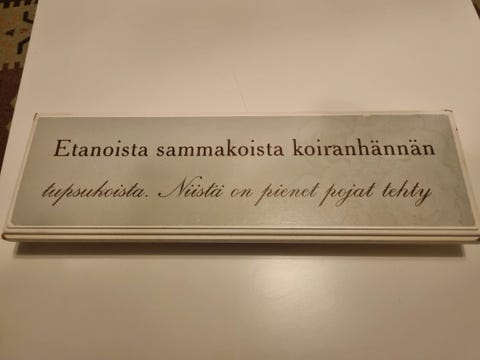 Etanoista sammakoista koiranhännän
tupsukoista. Niistä on pienet pojat tehty